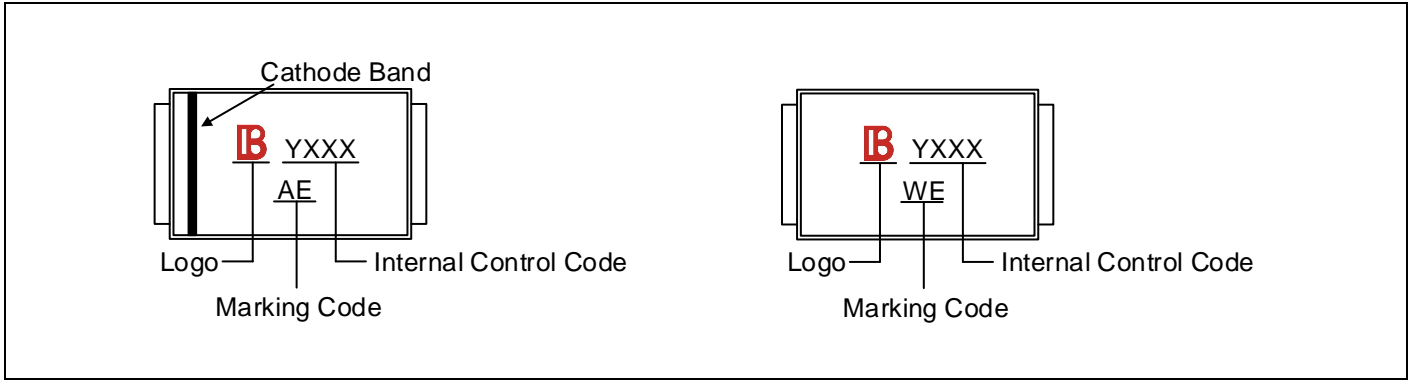 Cathode Band
B YXXX
AE
Logo
Internal Control Code
Marking Code
B YXXX
WE
Logo
Internal Control Code
Marking Code